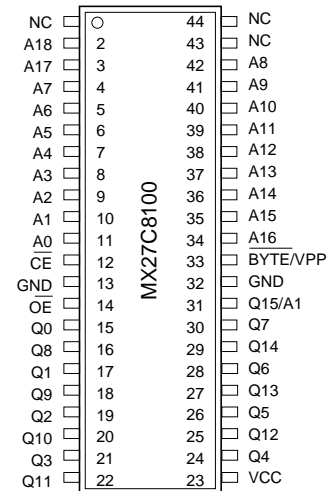 NC 1 44 NC
A18 2 43 NC
A17 3 42 A8
A7 4 41 A9
A6 5 40 A10
A5 6 39 A11
A4 7 38 A12
A3 8 37 A13
A2 9 36 A14
A1 10 35 A15
A0 11 34 A16
CE 12 33 BYTE/VPP
GND 13 32 GND
OE 14 31 Q15/A1
Q0 15 30 Q7
Q8 16 29 Q14
Q1 17 28 Q6
Q9 18 27 Q13
Q2 19 26 Q5
Q10 20 25 Q12
Q3 21 24 Q4
Q11 22 23 VCC
MX27C8100